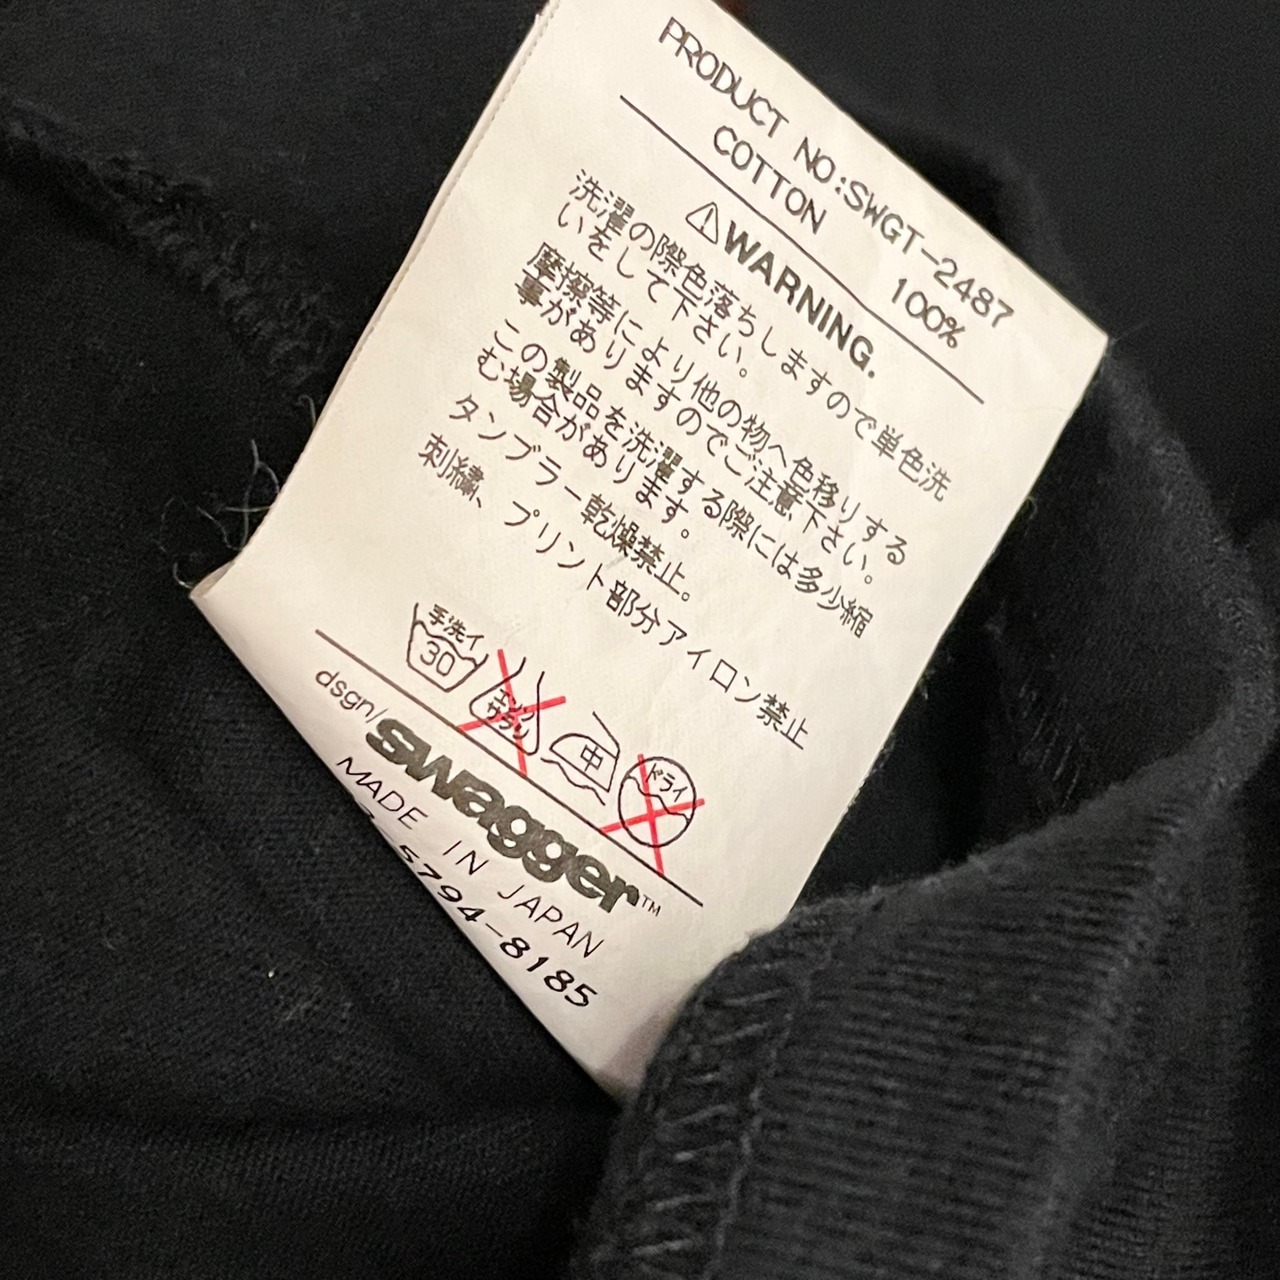 PRODUCT NO:SWGT-2487
COTTON 100%
⚠WARNING.
洗濯の際色落ちしますので単色洗
いをして下さい。
摩擦等により他の物へ色移りする
事がありますのでご注意下さい。
この製品を洗濯する際には多少縮
む場合があります。
タンブラー乾燥禁止。
刺繍、プリント部分アイロン禁止
手洗イ
30
エンソ
サラシ
中
ドライ
dsgn/swagger™
MADE IN JAPAN
5794-8185